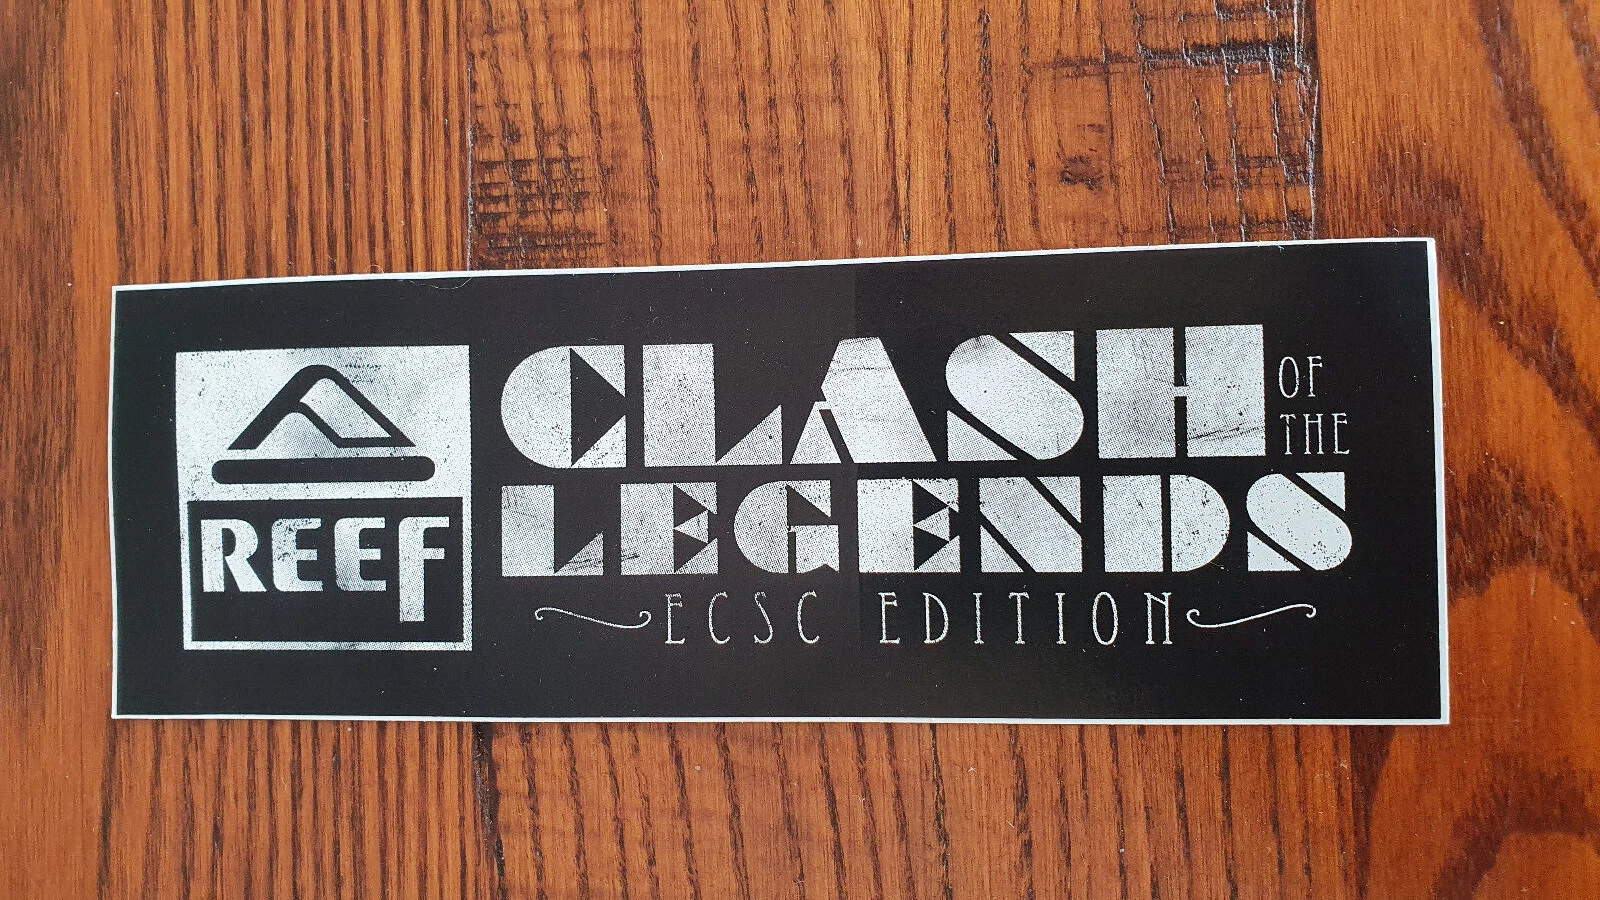 REEF
CLASH OF THE
LEGENDS
ECSC EDITION